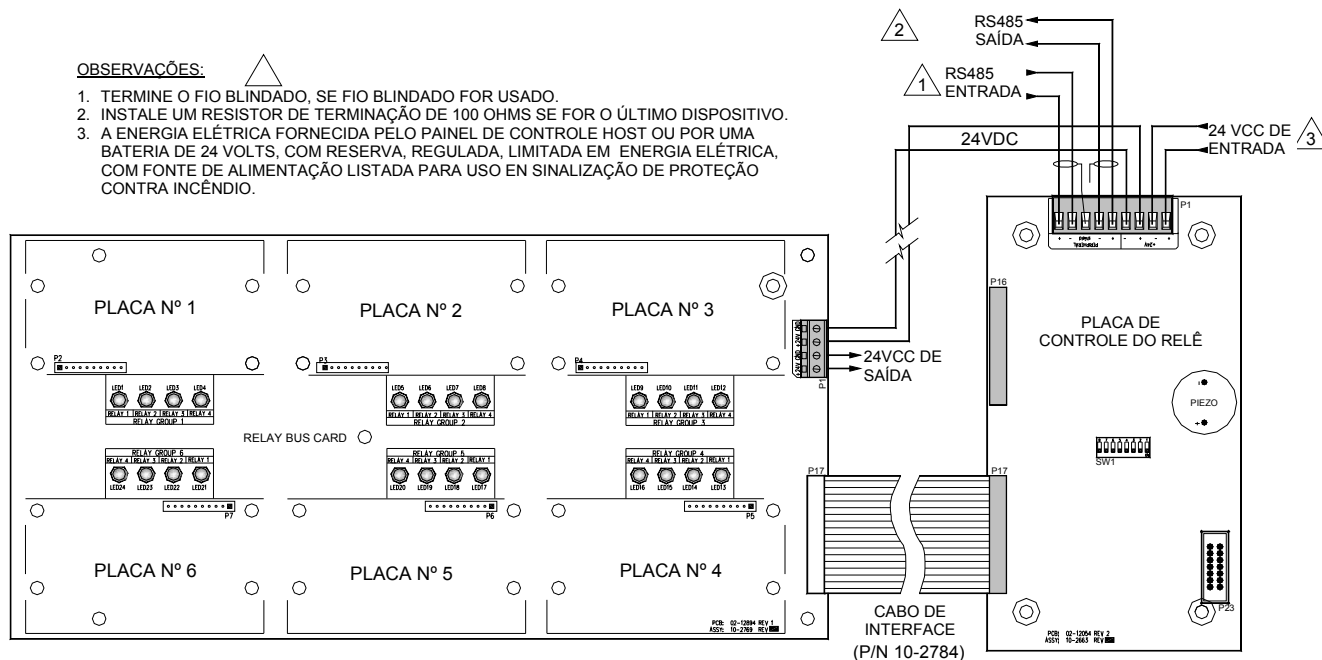 OBSERVAÇÕES:
1. TERMINE O FIO BLINDADO, SE FIO BLINDADO FOR USADO.
2. INSTALE UM RESISTOR DE TERMINAÇÃO DE 100 OHMS SE FOR O ÚLTIMO DISPOSITIVO.
3. A ENERGIA ELÉTRICA FORNECIDA PELO PAINEL DE CONTROLE HOST OU POR UMA
BATERIA DE 24 VOLTS, COM RESERVA, REGULADA, LIMITADA EM ENERGIA ELÉTRICA,
COM FONTE DE ALIMENTAÇÃO LISTADA PARA USO EN SINALIZAÇÃO DE PROTEÇÃO
CONTRA INCÊNDIO.
2
RS485
SAÍDA
1
RS485
ENTRADA
24VDC
24 VCC DE
ENTRADA
3
P1
+ - SHIELD - + - + - +
PERIPHERAL
+24V
PLACA Nº 1
PLACA Nº 2
PLACA Nº 3
P2
P3
P4
+24V GND +24V GND
P1
24VCC DE
SAÍDA
LED1 LED2 LED3 LED4
RELAY 1 RELAY 2 RELAY 3 RELAY 4
RELAY GROUP 1
LED5 LED6 LED7 LED8
RELAY 1 RELAY 2 RELAY 3 RELAY 4
RELAY GROUP 2
LED9 LED10 LED11 LED12
RELAY 1 RELAY 2 RELAY 3 RELAY 4
RELAY GROUP 3
RELAY BUS CARD
RELAY GROUP 6
RELAY 4 RELAY 3 RELAY 2 RELAY 1
LED24 LED23 LED22 LED21
RELAY GROUP 5
RELAY 4 RELAY 3 RELAY 2 RELAY 1
LED20 LED19 LED18 LED17
RELAY GROUP 4
RELAY 4 RELAY 3 RELAY 2 RELAY 1
LED16 LED15 LED14 LED13
P7
P6
P5
PLACA Nº 6
PLACA Nº 5
PLACA Nº 4
PCB: 02-12894 REV 1
ASSY: 10-2769 REV
P17
P17
CABO DE
INTERFACE
(P/N 10-2784)
P16
PLACA DE
CONTROLE DO RELÊ
PIEZO
+
SW1
P23
PCB: 02-12054 REV 2
ASSY: 10-2663 REV